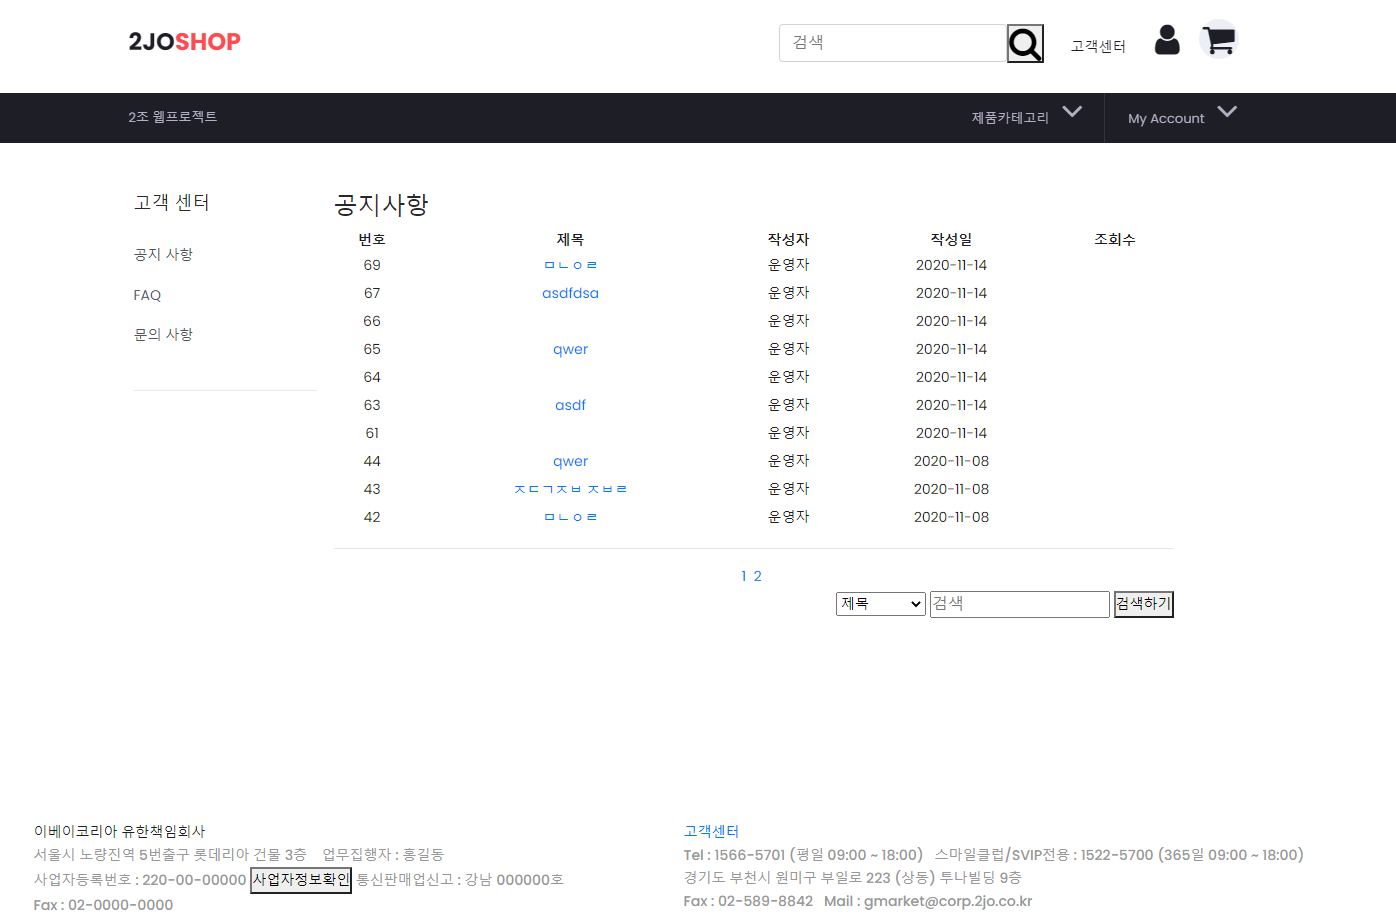 2JOSHOP
검색
고객센터
2조 웹프로젝트
제품카테고리
My Account
고객 센터
공지 사항
FAQ
문의 사항
공지사항
번호 제목 작성자 작성일 조회수
69 ㅁㄴㅇㄹ 운영자 2020-11-14
67 asdfdsa 운영자 2020-11-14
66 운영자 2020-11-14
65 qwer 운영자 2020-11-14
64 운영자 2020-11-14
63 asdf 운영자 2020-11-14
61 운영자 2020-11-14
44 qwer 운영자 2020-11-08
43 ㅈㄷㄱㅈㅂ ㅈㅂㄹ 운영자 2020-11-08
42 ㅁㄴㅇㄹ 운영자 2020-11-08
1 2
제목 검색 검색하기
이베이코리아 유한책임회사
서울시 노량진역 5번출구 롯데리아 건물 3층 업무집행자 : 홍길동
사업자등록번호 : 220-00-00000 사업자정보확인 통신판매업신고 : 강남 000000호
Fax : 02-0000-0000
고객센터
Tel : 1566-5701 (평일 09:00 ~ 18:00) 스마일클럽/SVIP전용 : 1522-5700 (365일 09:00 ~ 18:00)
경기도 부천시 원미구 부일로 223 (상동) 투나빌딩 9층
Fax : 02-589-8842 Mail : gmarket@corp.2jo.co.kr